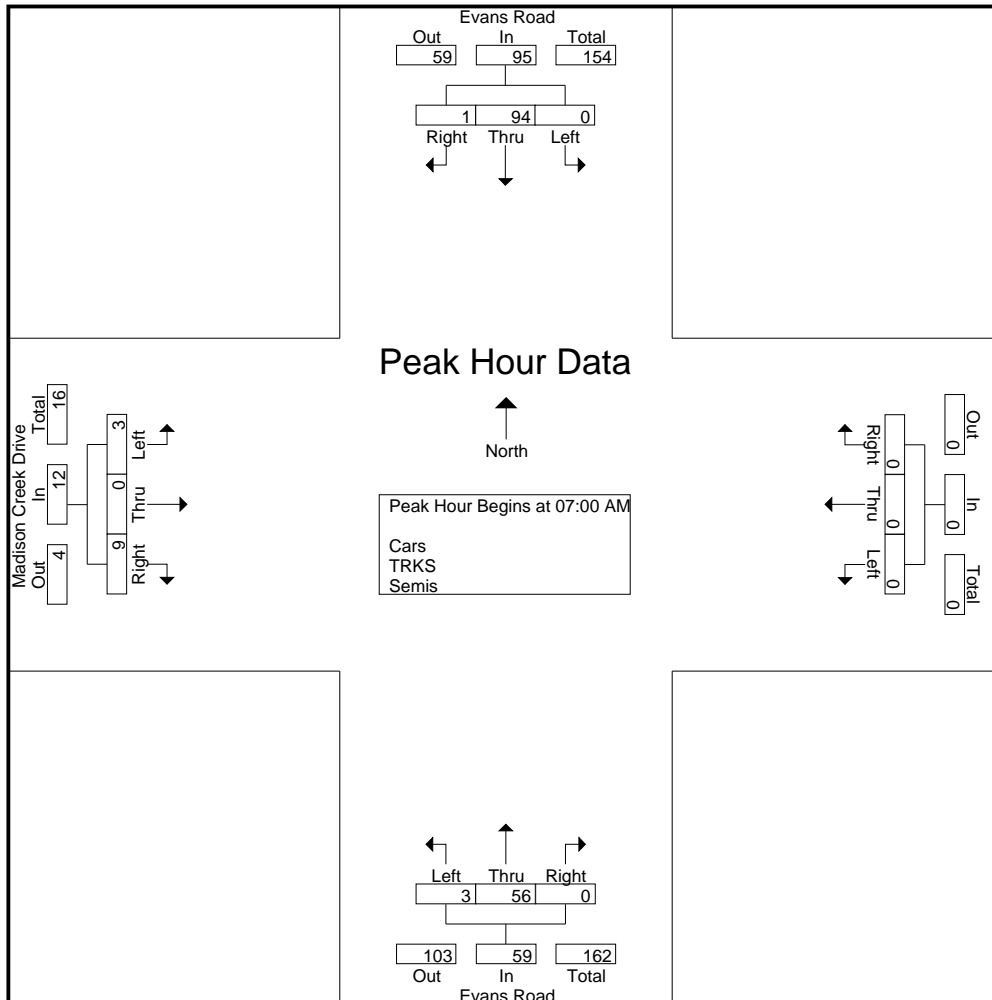 Evans Road
Out In Total
59 95 154
1 94 0
Right Thru Left
Peak Hour Data
North
Peak Hour Begins at 07:00 AM
Cars
TRKS
Semis
Madison Creek Drive
Out In Total
4 12 16
9 0 3
Right Thru Left
Out In Total
0 0 0
0 0 0
Right Thru Left
Left Thru Right
3 56 0
103 59 162
Out In Total
Evans Road